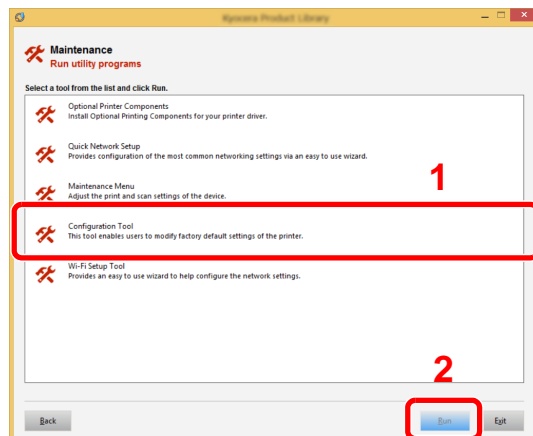 Kyocera Product Library
Maintenance
Run utility programs
Select a tool from the list and click Run.
Optional Printer Components
Install Optional Printing Components for your printer driver.
Quick Network Setup
Provides configuration of the most common networking settings via an easy to use wizard.
1
Maintenance Menu
Adjust the print and scan settings of the device.
Configuration Tool
This tool enables users to modify factory default settings of the printer.
Wi-Fi Setup Tool
Provides an easy to use wizard to help configure the network settings.
2
Back
Run
Exit